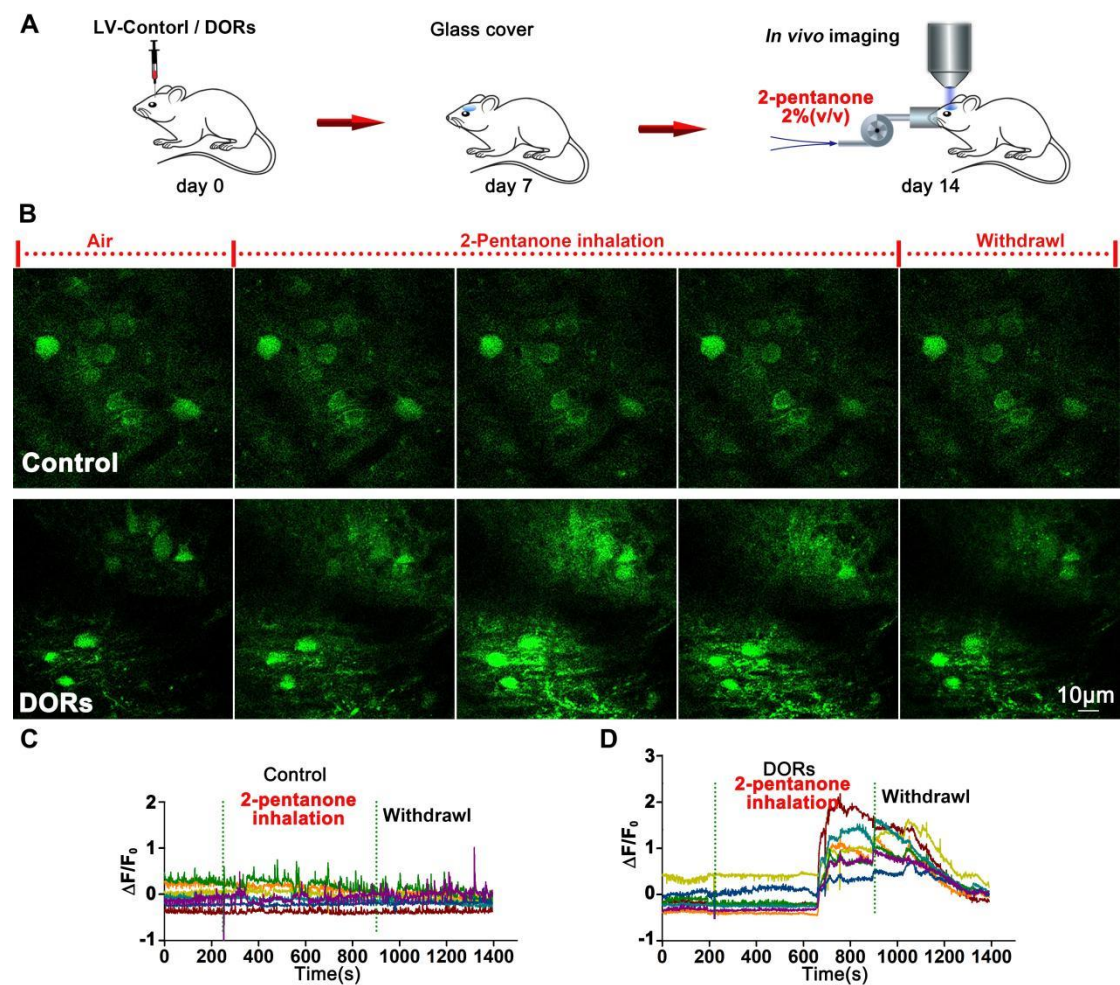 A
LV-Contorl / DORs
Glass cover
In vivo imaging
2-pentanone
2%(v/v)
day 0
day 7
day 14
B
Air
2-Pentanone inhalation
Withdrawl
Control
DORs
10μm
C
Control
2-pentanone
inhalation
Withdrawl
ΔF/F0
2
1
0
-1
0 200 400 600 800 1000 1200 1400
Time(s)
D
DORs
2-pentanone
inhalation
Withdrawl
ΔF/F0
3
2
1
0
-1
0 200 400 600 800 1000 1200 1400
Time(s)